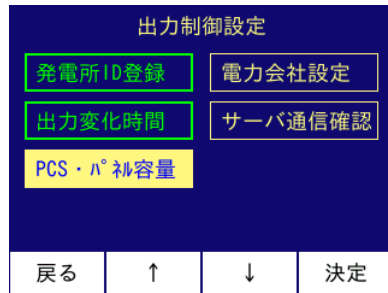 出力制御設定
発電所ID登録 電力会社設定
出力変化時間 サーバ通信確認
PCS・ﾊﾟﾈﾙ容量
戻る ↑ ↓ 決定